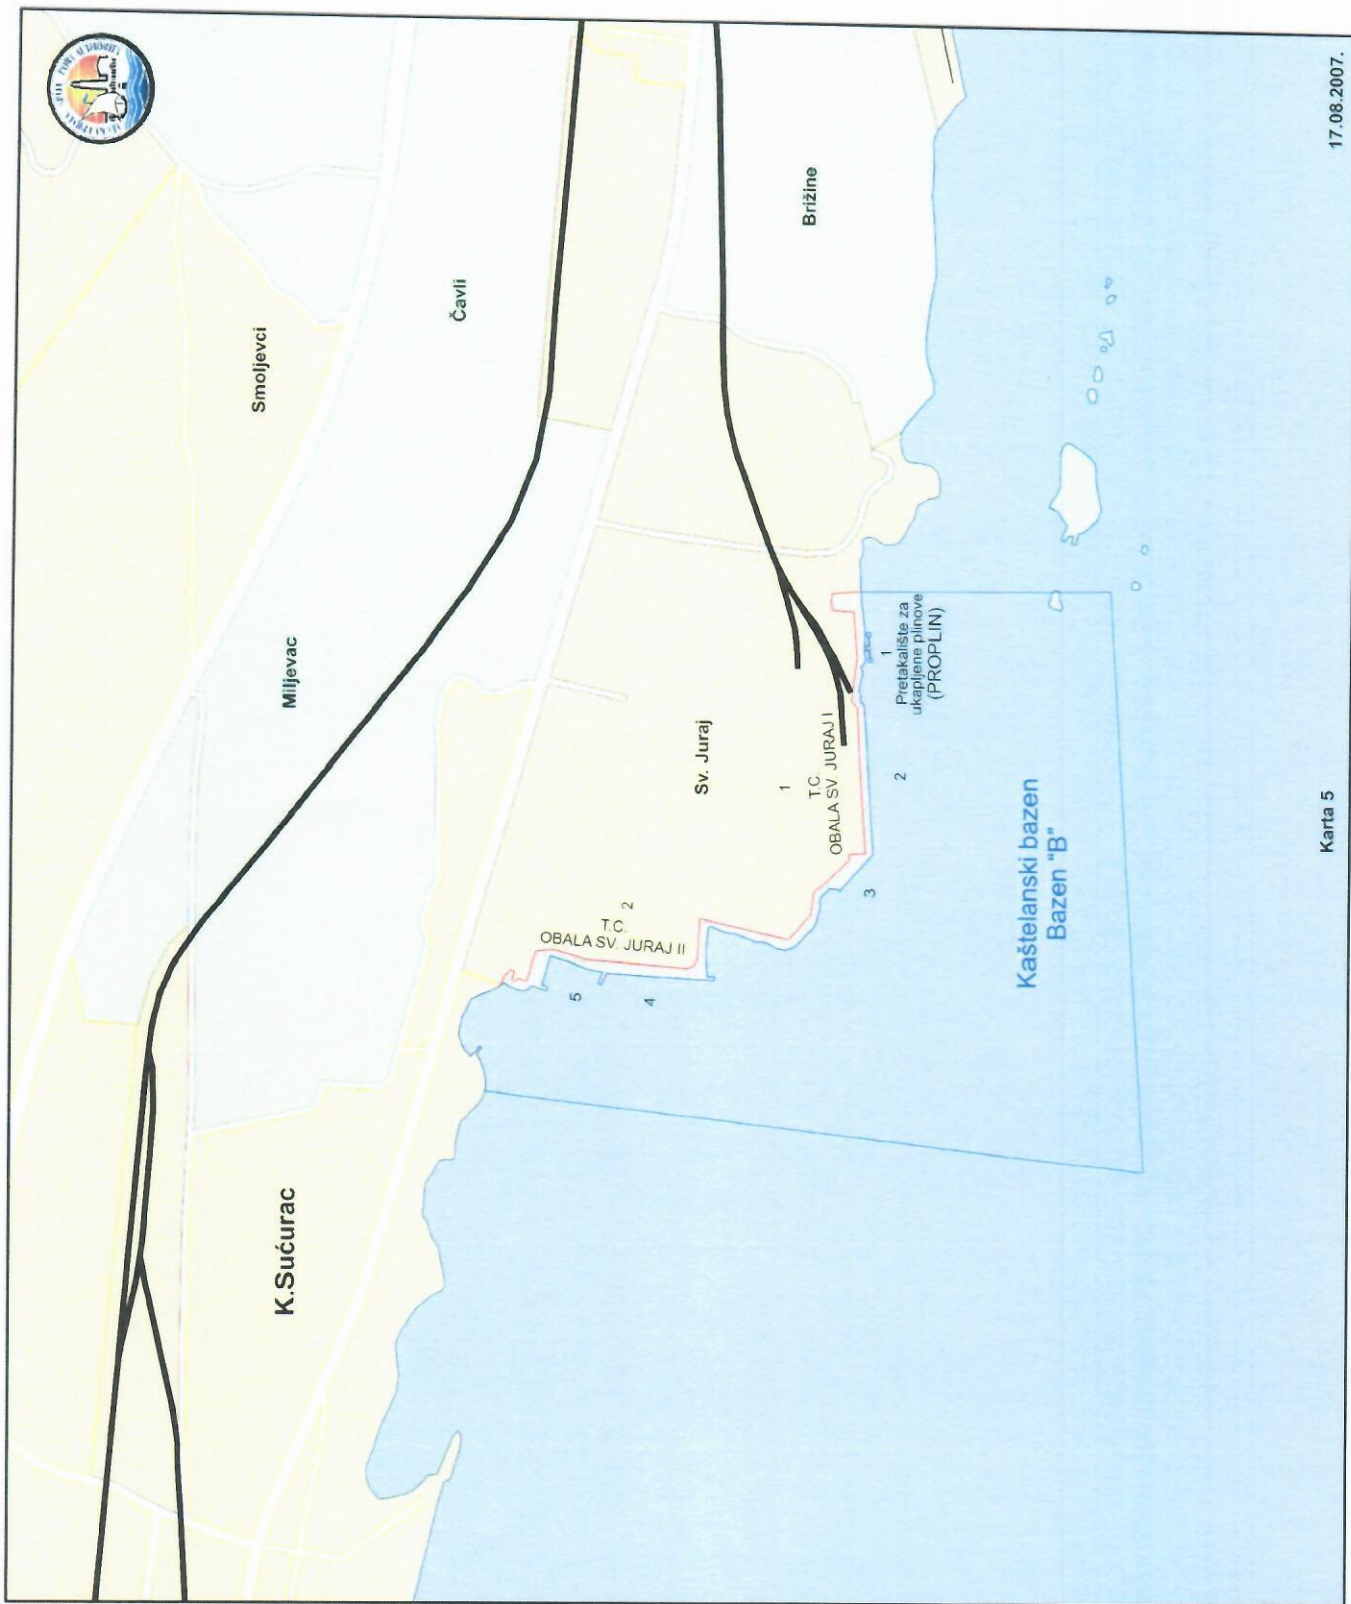 Smoljevci
Čavli
Brižine
Miljevac
K.Sućurac
Sv. Juraj
1
T.C.
OBALA SV. JURAJ I
2
T.C.
OBALA SV. JURAJ II
1
Pretakalište za
ukapljene plinove
(PROPLIN)
2
3
4
5
Kaštelanski bazen
Bazen "B"
Karta 5
17.08.2007.